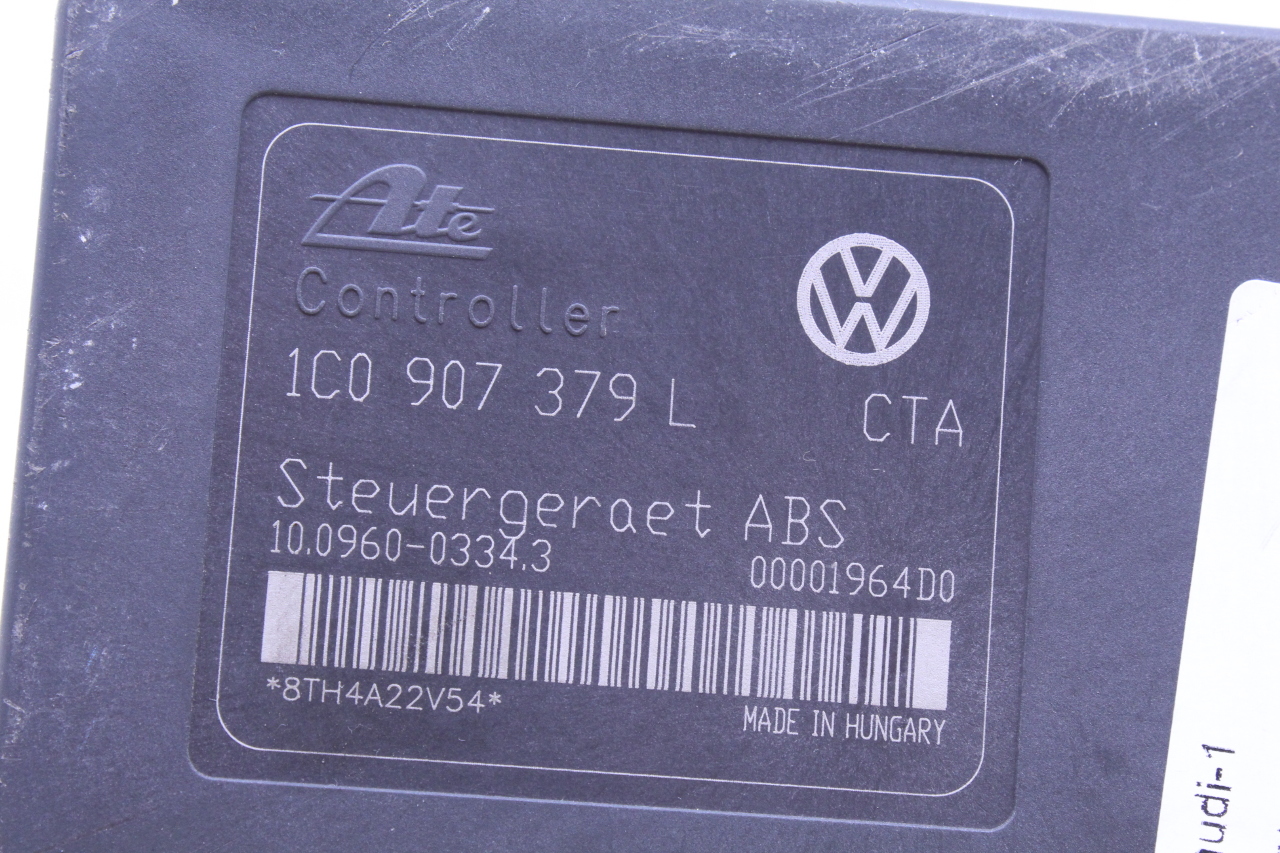 Ate
Controller
1C0 907 379 L
CTA
Steuergeraet ABS
10.0960-0334.3
00001964D0
*8TH4A22V54*
MADE IN HUNGARY
udi-1